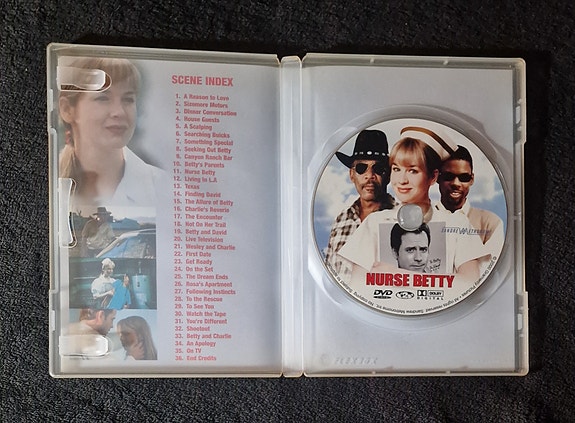 SCENE INDEX
1. A Reason to Love
2. Sizemore Motors
3. Dinner Conversation
4. House Guests
5. A Scalping
6. Searching Buicks
7. Something Special
8. Seeking Out Betty
9. Canyon Ranch Bar
10. Betty's Parents
11. Nurse Betty
12. Living in L.A
13. Texas
14. Finding David
15. The Allure of Betty
16. Charlie's Reverie
17. The Encounter
18. Hot On Her Trail
19. Betty and David
20. Live Television
21. Wesley and Charlie
22. First Date
23. Get Ready
24. On the Set
25. The Dream Ends
26. Rosa's Apartment
27. Following Instincts
28. To the Rescue
29. To See You
30. Watch the Tape
31. You're Different
32. Shootout
33. Betty and Charlie
34. An Apology
35. On TV
36. End Credits
NURSE BETTY
DVD
VIDEO
DOLBY
DIGITAL